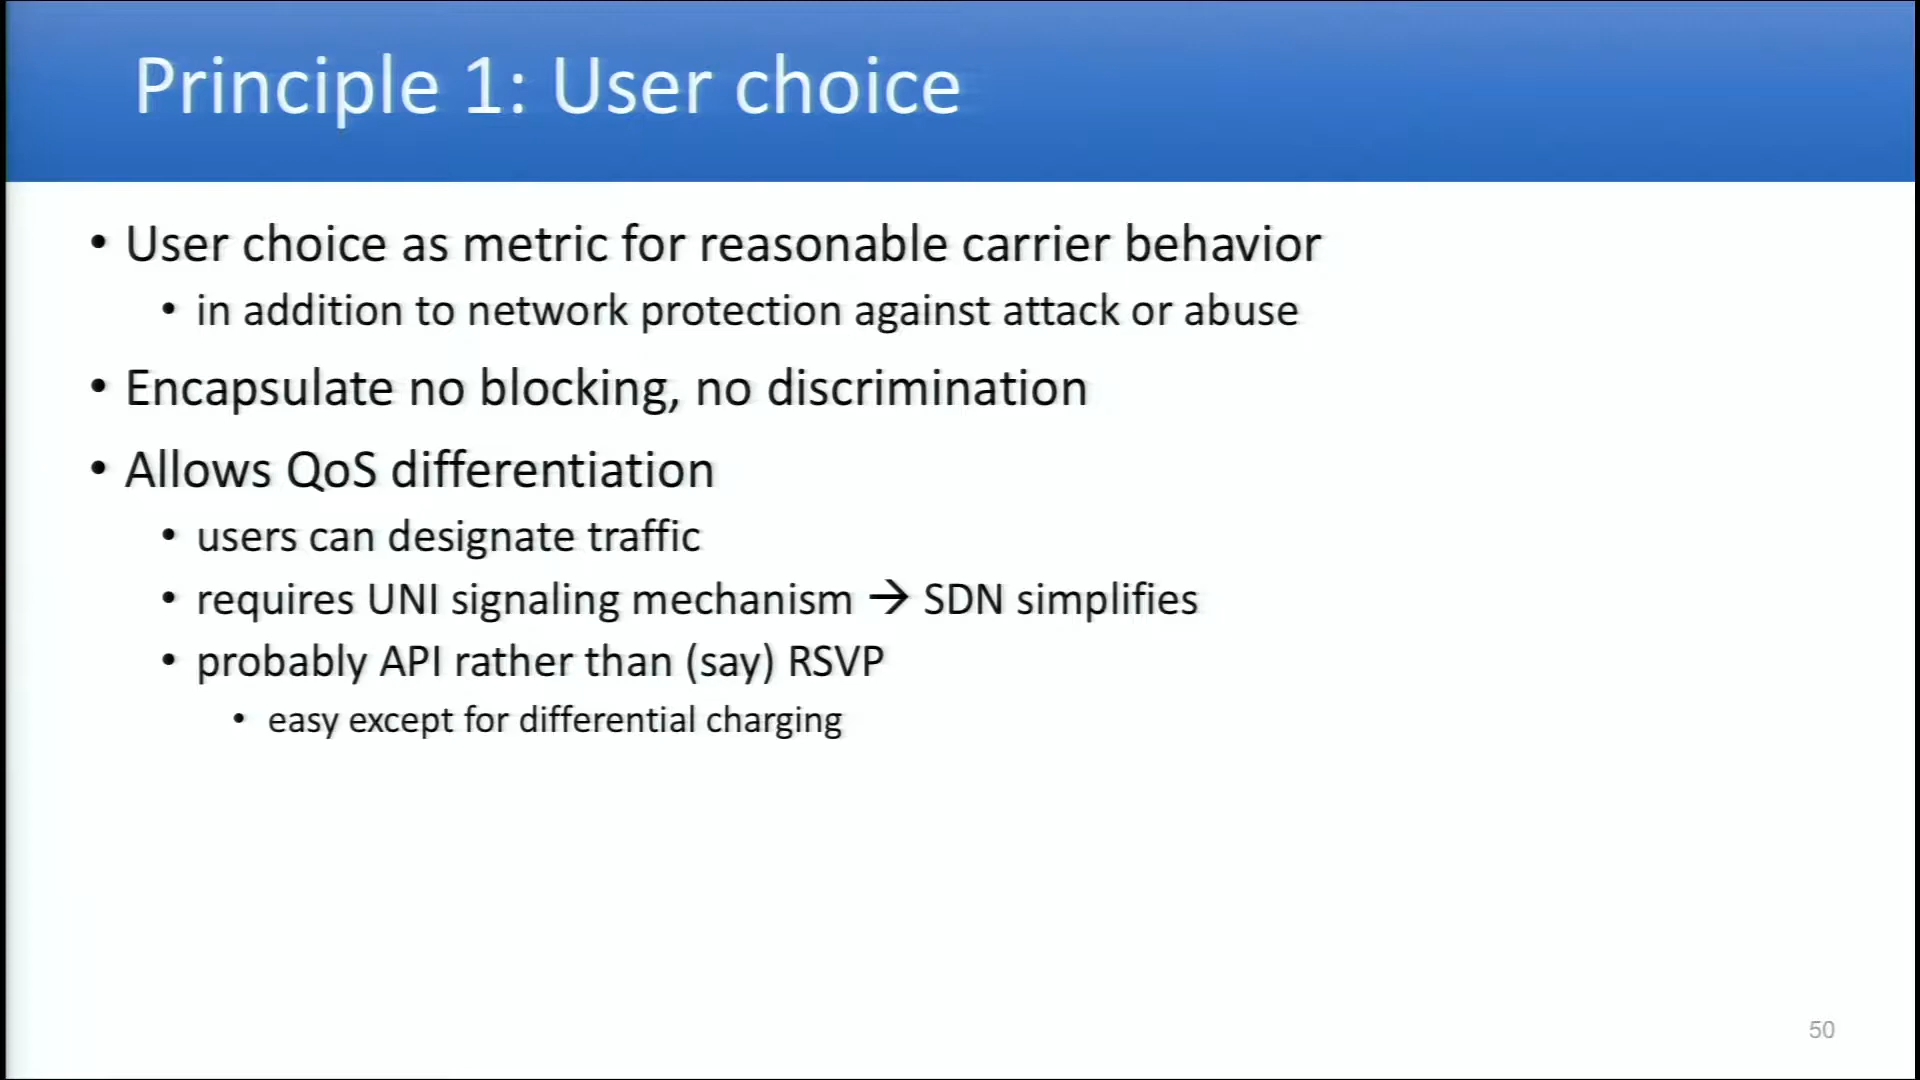 Principle 1: User choice
• User choice as metric for reasonable carrier behavior
• in addition to network protection against attack or abuse
• Encapsulate no blocking, no discrimination
• Allows QoS differentiation
• users can designate traffic
• requires UNI signaling mechanism → SDN simplifies
• probably API rather than (say) RSVP
• easy except for differential charging
50